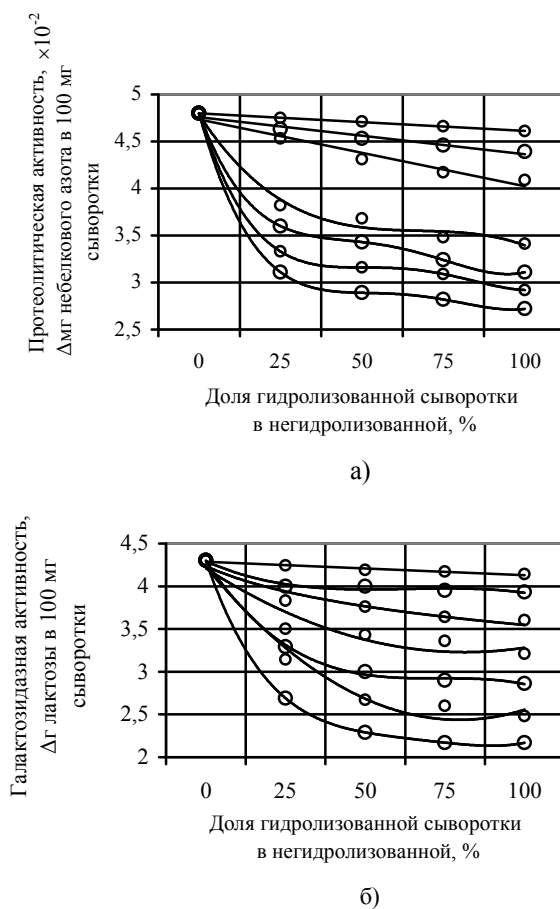 Протеолитическая активность, ×10⁻²
Δмг небелкового азота в 100 мг
сыворотки
5
4,5
4
3,5
3
2,5
0 25 50 75 100
Доля гидролизованной сыворотки
в негидролизованной, %
а)
Галактозидазная активность,
Δг лактозы в 100 мг
сыворотки
4,5
4
3,5
3
2,5
2
0 25 50 75 100
Доля гидролизованной сыворотки
в негидролизованной, %
б)